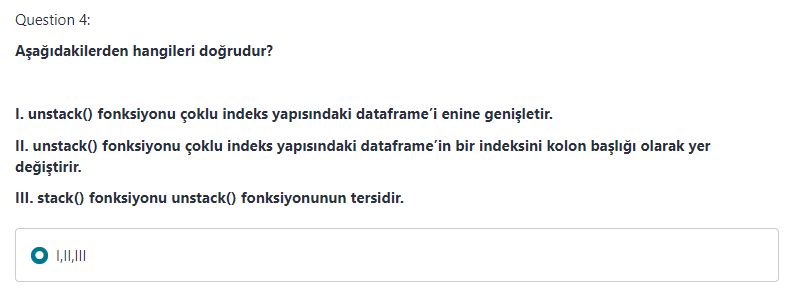 Question 4:
Aşağıdakilerden hangileri doğrudur?
I. unstack() fonksiyonu çoklu indeks yapısındaki dataframe’i enine genişletir.
II. unstack() fonksiyonu çoklu indeks yapısındaki dataframe’in bir indeksini kolon başlığı olarak yer
değiştirir.
III. stack() fonksiyonu unstack() fonksiyonunun tersidir.
I,II,III